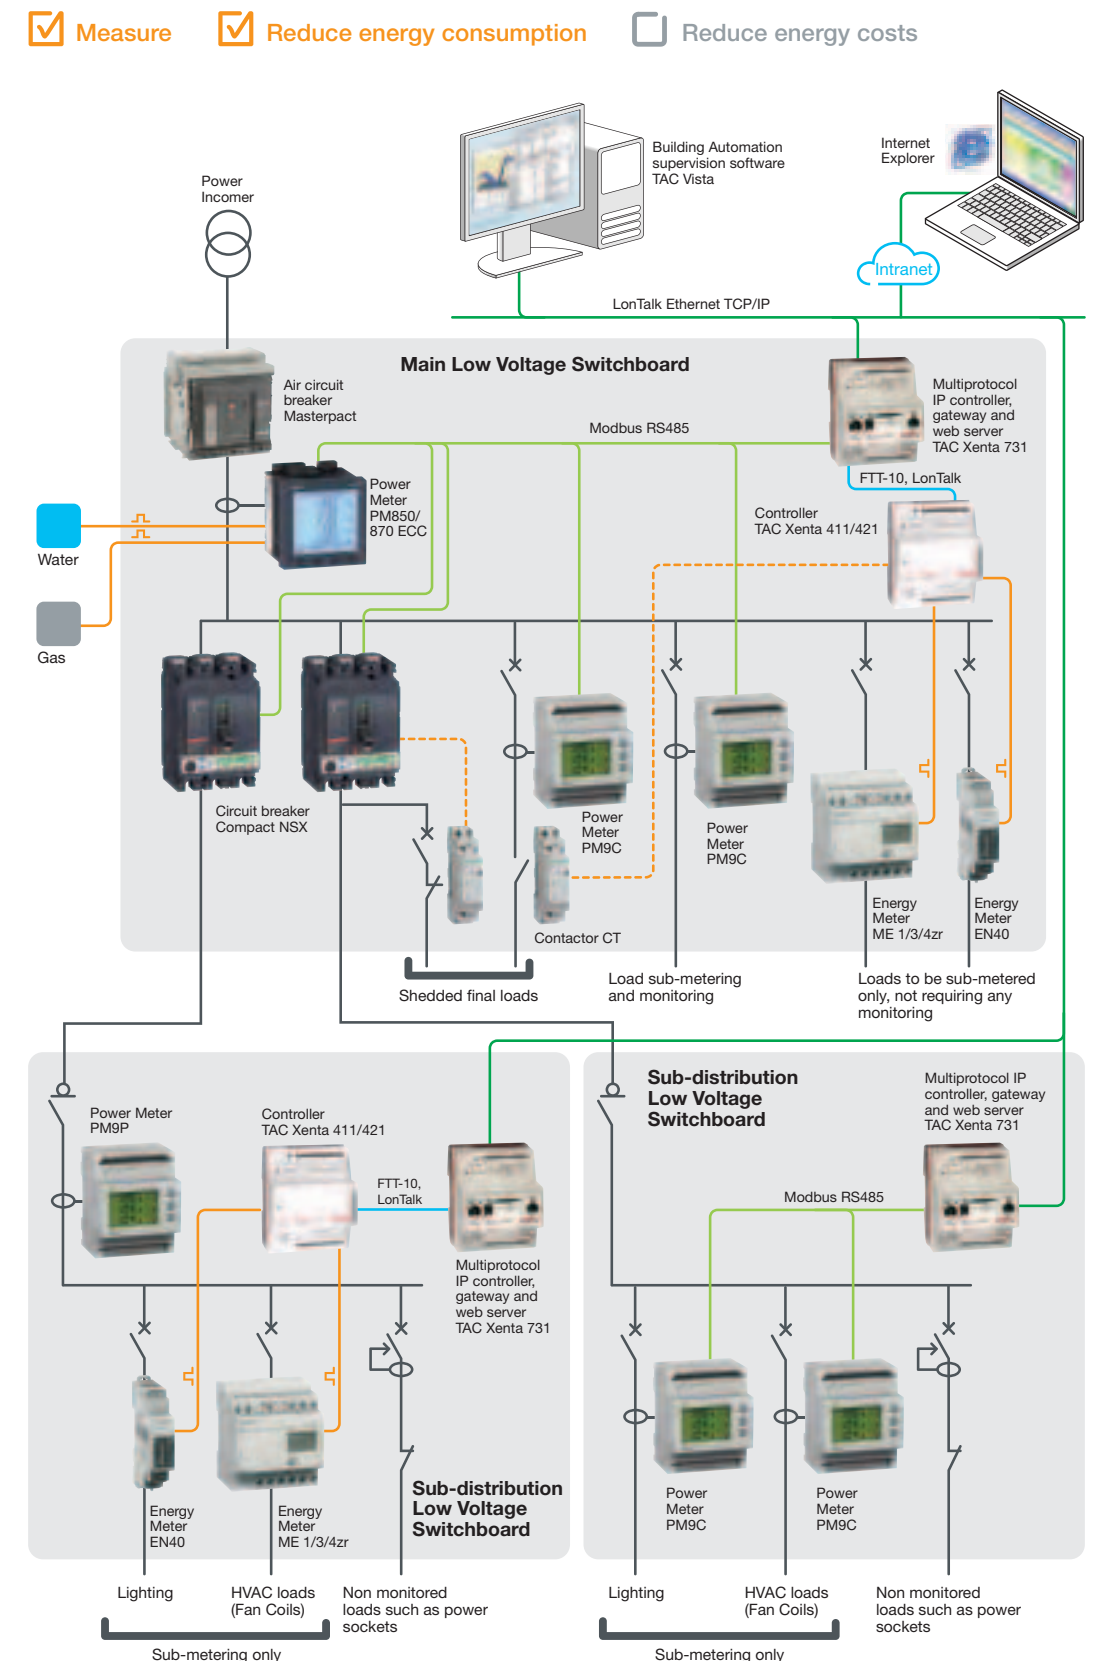 Measure
Reduce energy consumption
Reduce energy costs
Power
Incomer
Building Automation
supervision software
TAC Vista
Internet
Explorer
Intranet
LonTalk Ethernet TCP/IP
Main Low Voltage Switchboard
Air circuit
breaker
Masterpact
Multiprotocol
IP controller,
gateway and
web server
TAC Xenta 731
Modbus RS485
Power
Meter
PM850/
870 ECC
FTT-10, LonTalk
Controller
TAC Xenta 411/421
Water
Gas
Circuit breaker
Compact NSX
Power
Meter
PM9C
Power
Meter
PM9C
Contactor CT
Energy
Meter
ME 1/3/4zr
Energy
Meter
EN40
Shedded final loads
Load sub-metering
and monitoring
Loads to be sub-metered
only, not requiring any
monitoring
Power Meter
PM9P
Controller
TAC Xenta 411/421
FTT-10,
LonTalk
Multiprotocol
IP controller,
gateway and
web server
TAC Xenta 731
Energy
Meter
EN40
Energy
Meter
ME 1/3/4zr
Sub-distribution
Low Voltage
Switchboard
Lighting
HVAC loads
(Fan Coils)
Non monitored
loads such as power
sockets
Sub-metering only
Sub-distribution
Low Voltage
Switchboard
Multiprotocol IP
controller, gateway
and web server
TAC Xenta 731
Modbus RS485
Power
Meter
PM9C
Power
Meter
PM9C
Lighting
HVAC loads
(Fan Coils)
Non monitored
loads such as power
sockets
Sub-metering only